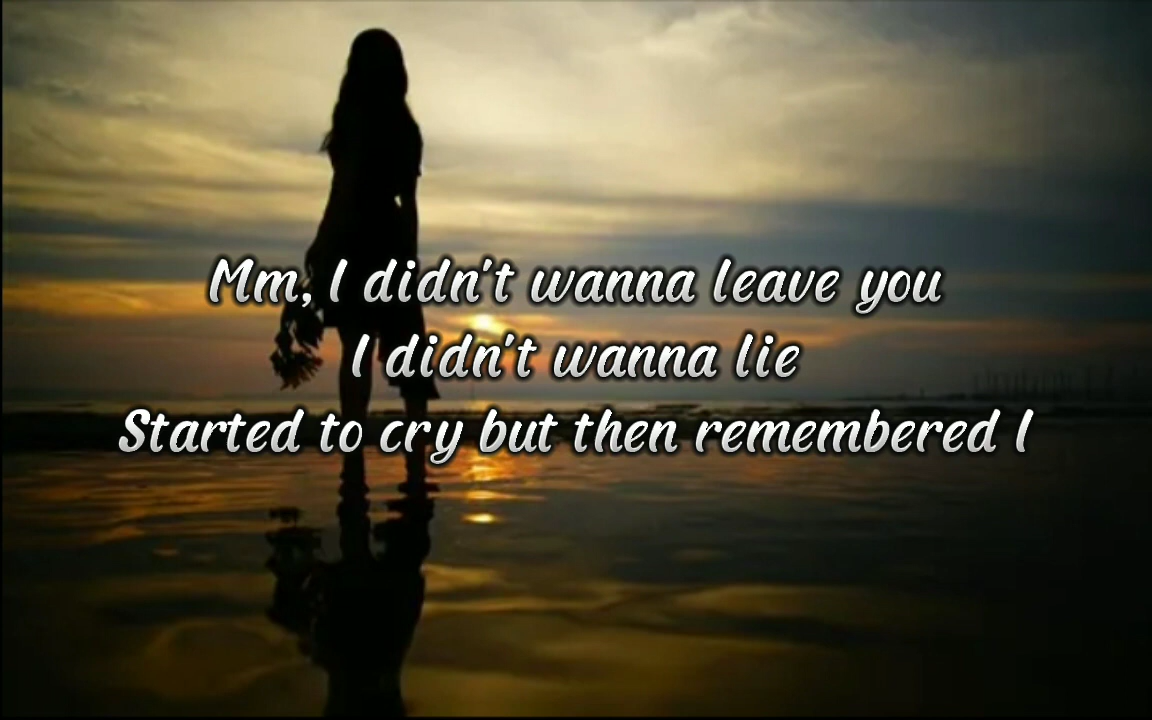 Mm, I didn't wanna leave you
I didn't wanna lie
Started to cry but then remembered I